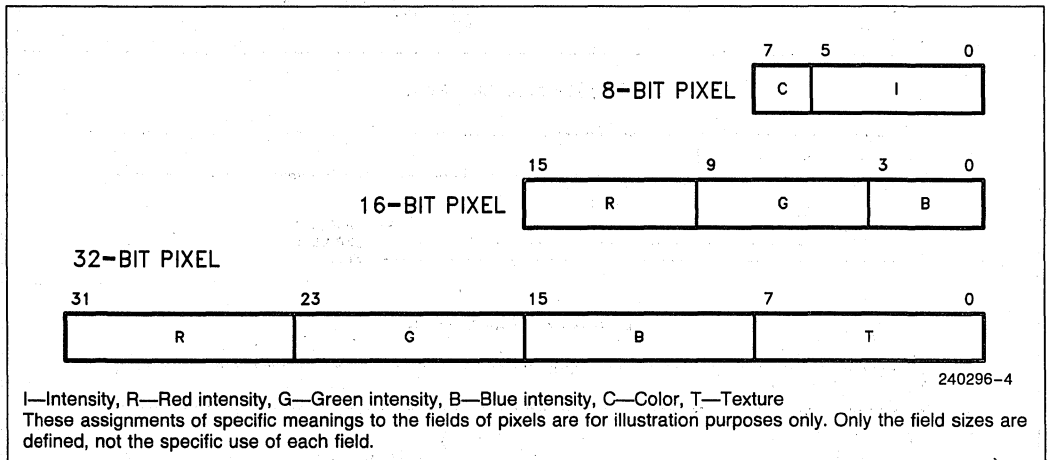 7 5 0
8-BIT PIXEL C I
15 9 3 0
16-BIT PIXEL R G B
32-BIT PIXEL
31 23 15 7 0
R G B T
240296-4
I—Intensity, R—Red intensity, G—Green intensity, B—Blue intensity, C—Color, T—Texture
These assignments of specific meanings to the fields of pixels are for illustration purposes only. Only the field sizes are
defined, not the specific use of each field.